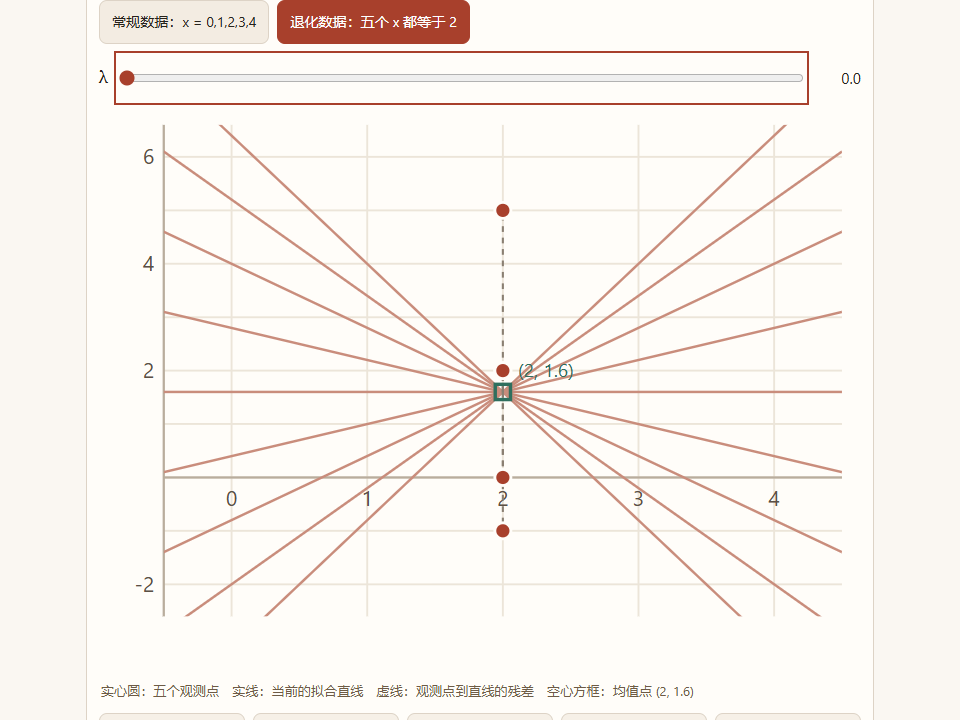 常规数据：x = 0,1,2,3,4 退化数据：五个 x 都等于 2
λ 0.0
6
4
2 (2, 1.6)
0 1 2 3 4
-2
实心圆：五个观测点 实线：当前的拟合直线 虚线：观测点到直线的残差 空心方框：均值点 (2, 1.6)